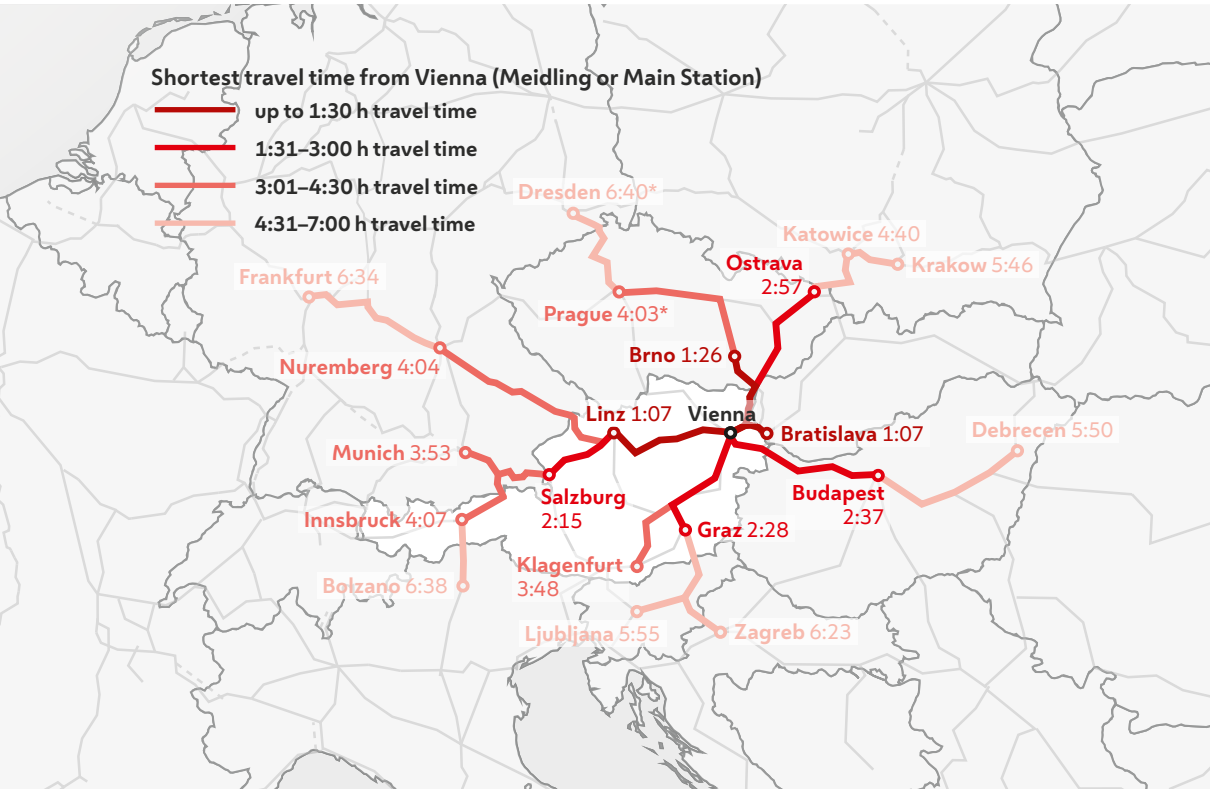 Shortest travel time from Vienna (Meidling or Main Station)
up to 1:30 h travel time
1:31–3:00 h travel time
3:01–4:30 h travel time
4:31–7:00 h travel time
Dresden 6:40*
Katowice 4:40
Ostrava
2:57
Krakow 5:46
Frankfurt 6:34
Prague 4:03*
Brno 1:26
Nuremberg 4:04
Linz 1:07
Vienna
Bratislava 1:07
Debrecen 5:50
Munich 3:53
Salzburg
2:15
Budapest
2:37
Innsbruck 4:07
Graz 2:28
Klagenfurt
3:48
Bolzano 6:38
Ljubljana 5:55
Zagreb 6:23